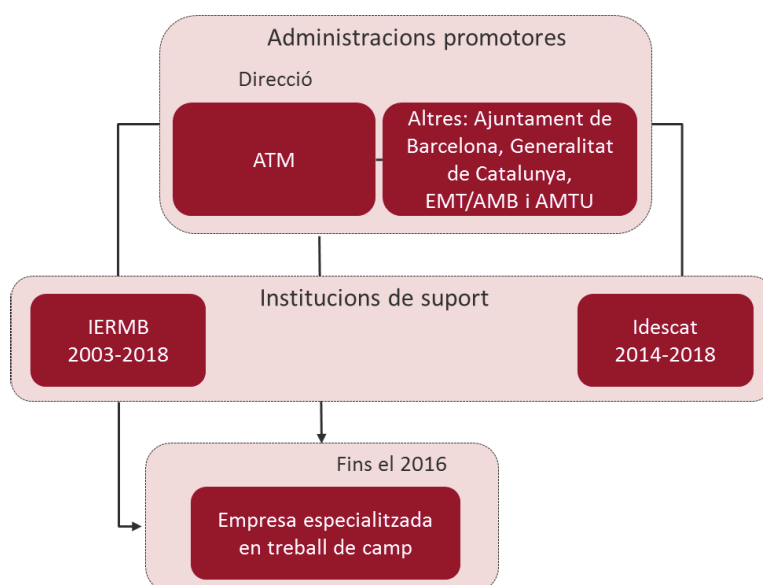 Administracions promotores
Direcció
ATM
Altres: Ajuntament de
Barcelona, Generalitat
de Catalunya,
EMT/AMB i AMTU
Institucions de suport
IERMB
2003-2018
Idescat
2014-2018
Fins el 2016
Empresa especialitzada
en treball de camp